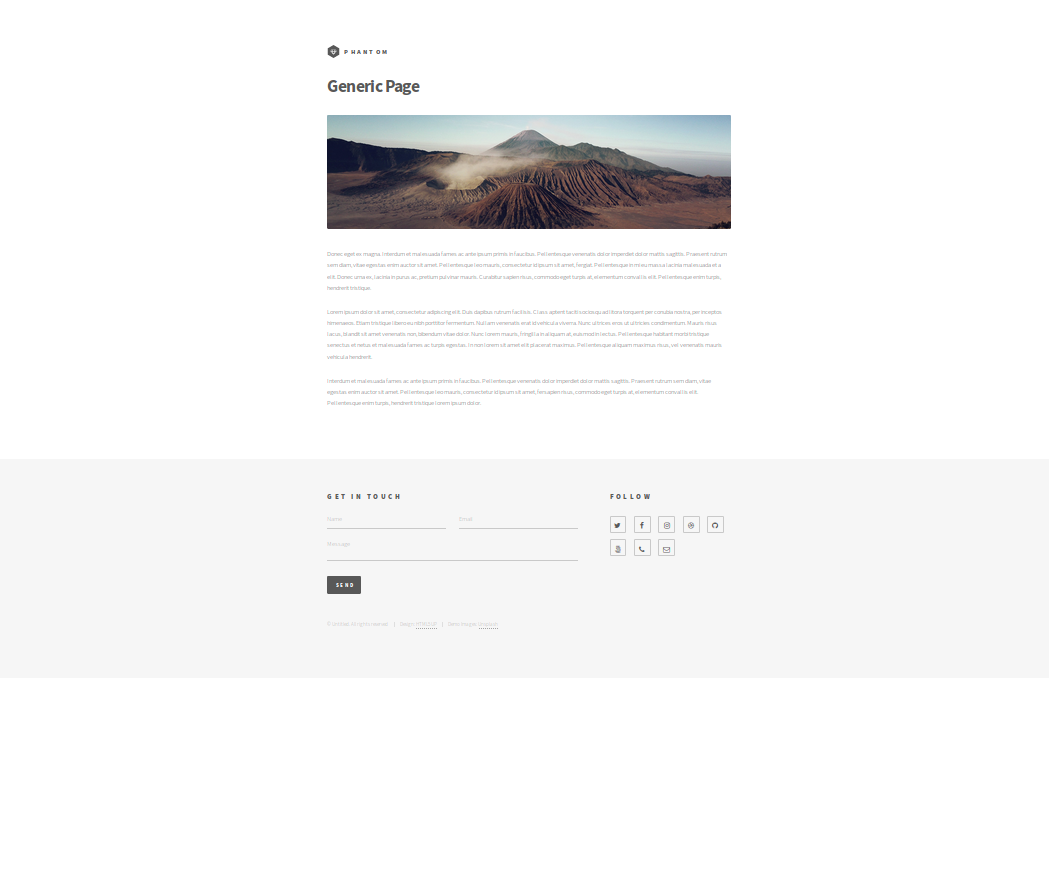 PHANTOM
Generic Page
Donec eget ex magna. Interdum et malesuada fames ac ante ipsum primis in faucibus. Pellentesque venenatis dolor imperdiet dolor mattis sagittis. Praesent rutrum
sem diam, vitae egestas enim auctor sit amet. Pellentesque leo mauris, consectetur id ipsum sit amet, fergiat. Pellentesque in mi eu massa lacinia malesuada et a
elit. Donec urna ex, lacinia in purus ac, pretium pulvinar mauris. Curabitur sapien risus, commodo eget turpis at, elementum convallis elit. Pellentesque enim turpis,
hendrerit tristique.
Lorem ipsum dolor sit amet, consectetur adipiscing elit. Duis dapibus rutrum facilisis. Class aptent taciti sociosqu ad litora torquent per conubia nostra, per inceptos
himenaeos. Etiam tristique libero eu nibh porttitor fermentum. Nullam venenatis erat id vehicula viverra. Nunc ultrices eros ut ultricies condimentum. Mauris risus
lacus, blandit sit amet venenatis non, bibendum vitae dolor. Nunc lorem mauris, fringilla in aliquam at, euismod in lectus. Pellentesque habitant morbi tristique
senectus et netus et malesuada fames ac turpis egestas. In non lorem sit amet elit placerat maximus. Pellentesque aliquam maximus risus, vel venenatis mauris
vehicula hendrerit.
Interdum et malesuada fames ac ante ipsum primis in faucibus. Pellentesque venenatis dolor imperdiet dolor mattis sagittis. Praesent rutrum sem diam, vitae
egestas enim auctor sit amet. Pellentesque leo mauris, consectetur id ipsum sit amet, fersapien risus, commodo eget turpis at, elementum convallis elit.
Pellentesque enim turpis, hendrerit tristique lorem ipsum dolor.
GET IN TOUCH
FOLLOW
Name
Email
Message
SEND
© Untitled. All rights reserved | Design: HTML5 UP | Demo Images: Unsplash